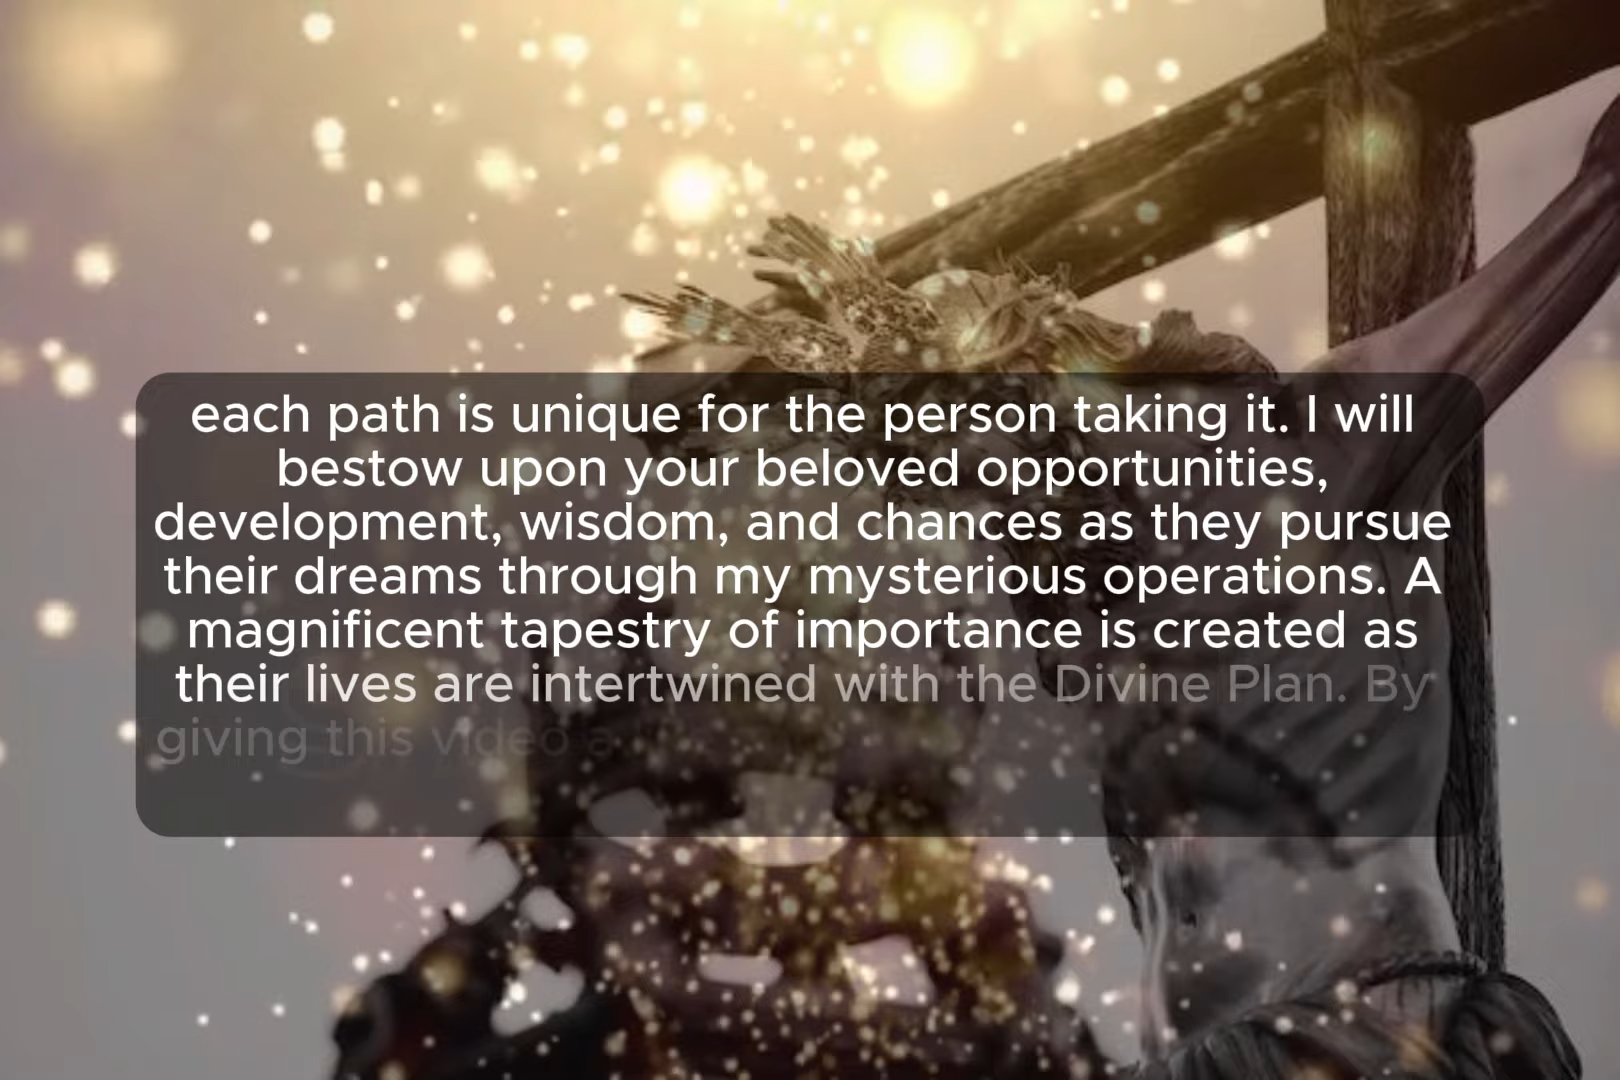 each path is unique for the person taking it. I will
bestow upon your beloved opportunities,
development, wisdom, and chances as they pursue
their dreams through my mysterious operations. A
magnificent tapestry of importance is created as
their lives are intertwined with the Divine Plan. By
giving this video a